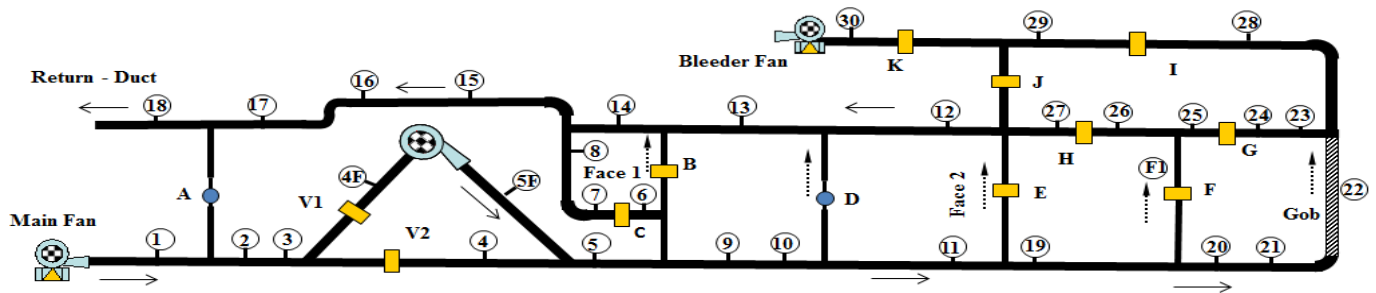 30
29
28
Bleeder Fan
K
I
J
Return - Duct
16
15
18
17
14
13
12
27
26
25
24
23
H
G
8
4F
5F
Face 1
B
F1
A
V1
7
6
C
D
Face 2
E
F
22
Gob
Main Fan
V2
1
2
3
4
5
9
10
11
19
20
21